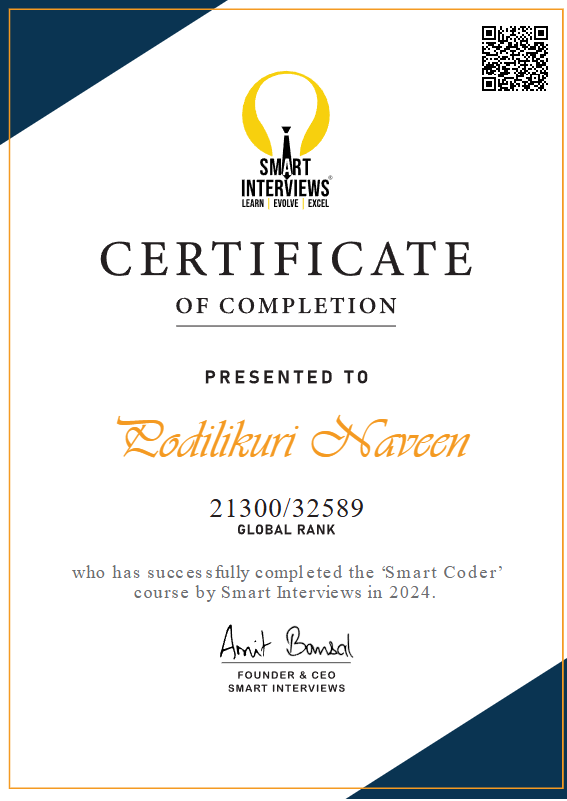 SMART
INTERVIEWS®
LEARN | EVOLVE | EXCEL
CERTIFICATE
OF COMPLETION
PRESENTED TO
Podilikuri Naveen
21300/32589
GLOBAL RANK
who has successfully completed the ‘Smart Coder’
course by Smart Interviews in 2024.
Amit Bansal
FOUNDER & CEO
SMART INTERVIEWS